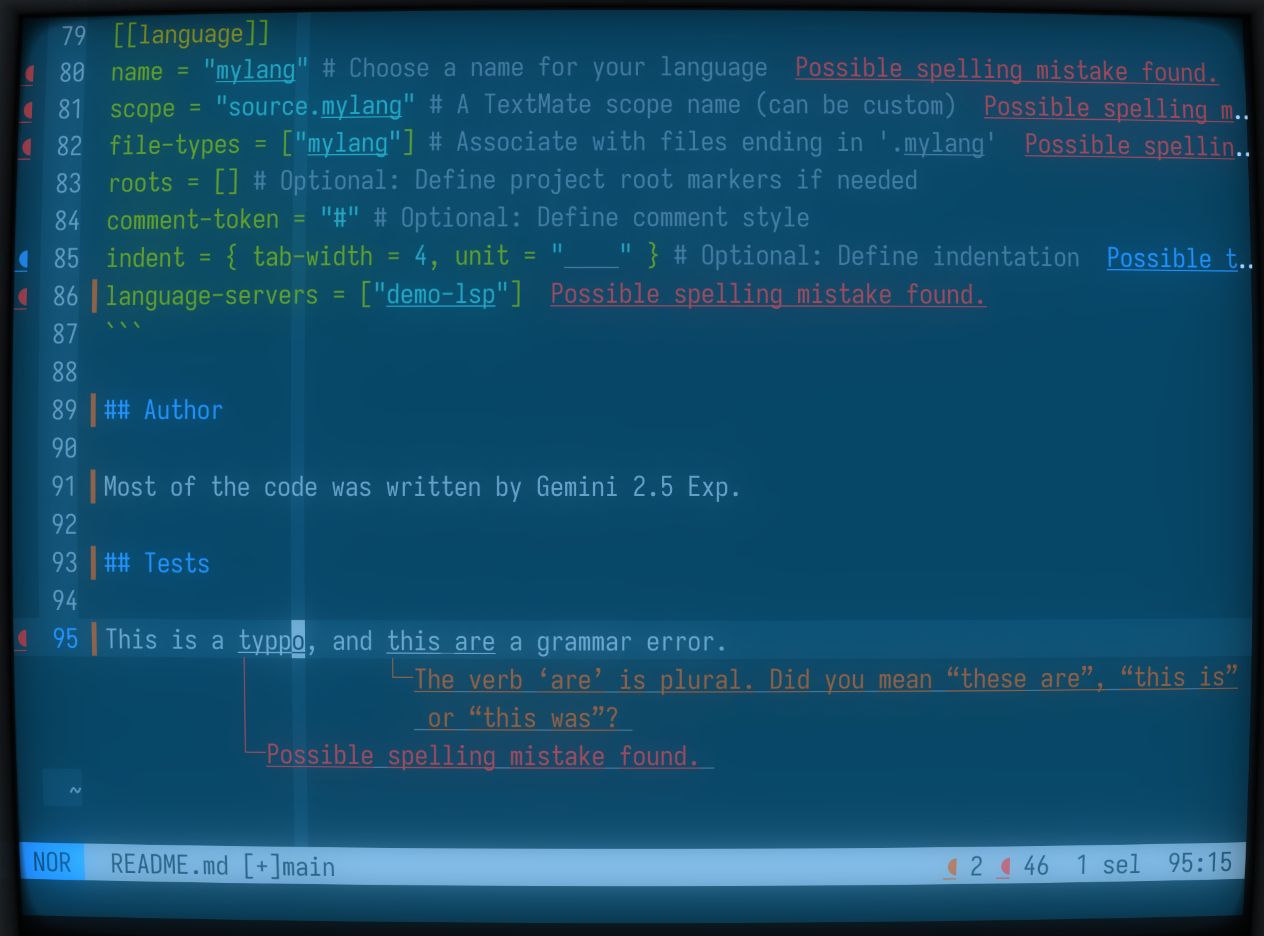 79 [[language]]
80 name = "mylang" # Choose a name for your language Possible spelling mistake found.
81 scope = "source.mylang" # A TextMate scope name (can be custom) Possible spelling m..
82 file-types = ["mylang"] # Associate with files ending in '.mylang' Possible spellin..
83 roots = [] # Optional: Define project root markers if needed
84 comment-token = "#" # Optional: Define comment style
85 indent = { tab-width = 4, unit = "    " } # Optional: Define indentation Possible t..
86 language-servers = ["demo-lsp"] Possible spelling mistake found.
87 ```
88
89 ## Author
90
91 Most of the code was written by Gemini 2.5 Exp.
92
93 ## Tests
94
95 This is a typpo, and this are a grammar error.
The verb ‘are’ is plural. Did you mean “these are”, “this is”
or “this was”?
Possible spelling mistake found.
~
NOR README.md [+]main 2 46 1 sel 95:15